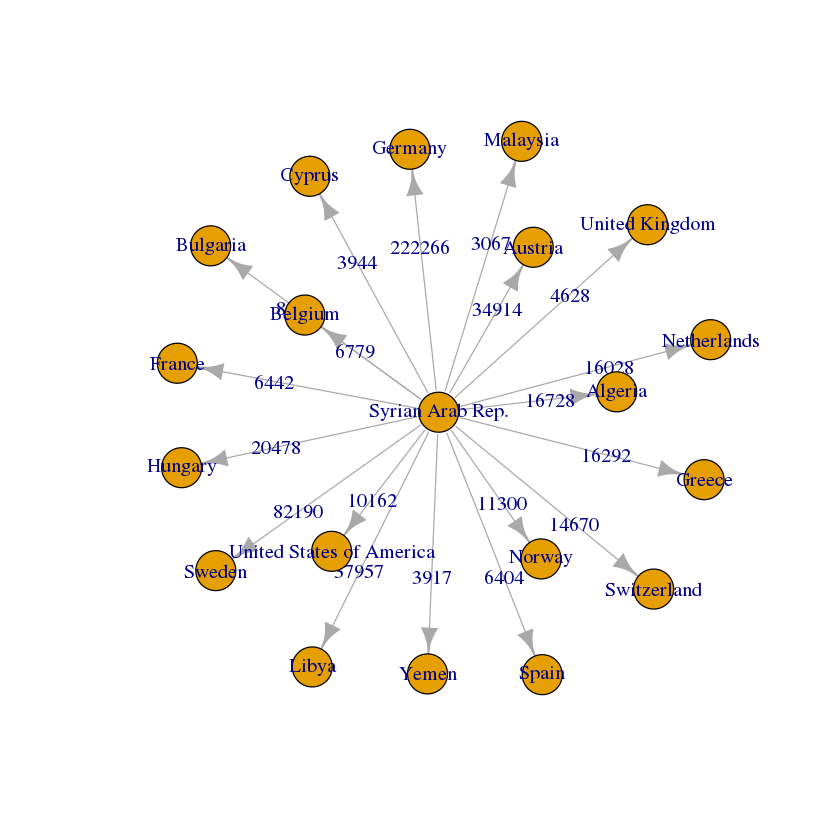 Malaysia
Germany
Cyprus
United Kingdom
Bulgaria
222266
3067
Austria
3944
4628
34914
Belgium
Netherlands
6779
France
16028
6442
Algeria
16728
Syrian Arab Rep.
20478
16292
Hungary
Greece
10162
11300
82190
14670
United States of America
Norway
Sweden
37957
3917
6404
Switzerland
Libya
Yemen
Spain